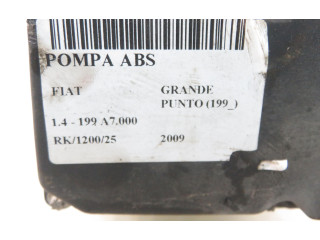 POMPA ABS
FIAT GRANDE
PUNTO (199_)
1.4 - 199 A7.000
RK/1200/25 2009